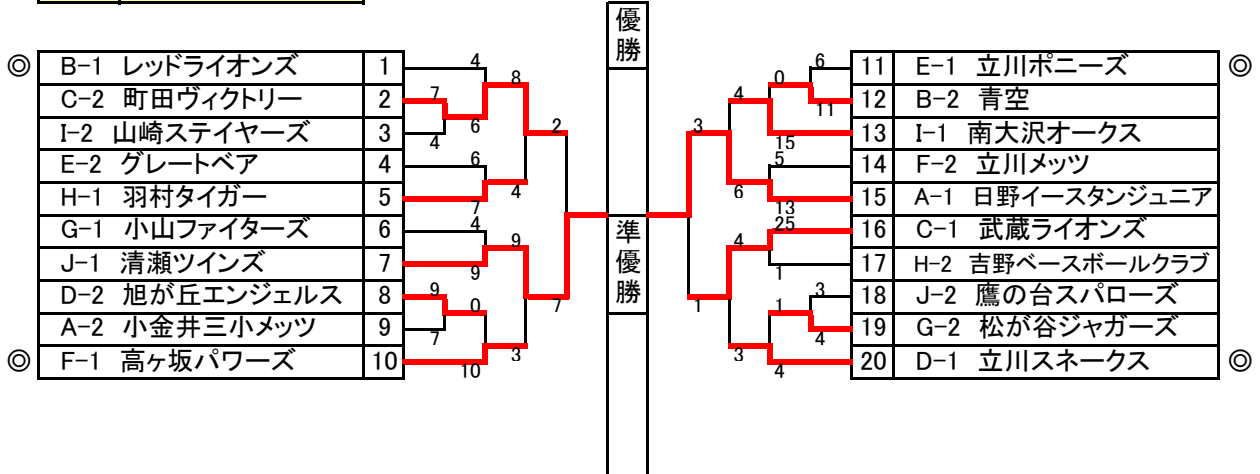 優勝
◎ B-1 レッドライオンズ 1
C-2 町田ヴィクトリー 2
I-2 山崎ステイヤーズ 3
E-2 グレートベア 4
H-1 羽村タイガー 5
G-1 小山ファイターズ 6
J-1 清瀬ツインズ 7
D-2 旭が丘エンジェルス 8
A-2 小金井三小メッツ 9
◎ F-1 高ヶ坂パワーズ 10
4
8
7
6
4
2
6
4
7
4
9
9
9
0
7
7
3
10
準優勝
11 E-1 立川ポニーズ ◎
12 B-2 青空
13 I-1 南大沢オークス
14 F-2 立川メッツ
15 A-1 日野イースタンジュニア
16 C-1 武蔵ライオンズ
17 H-2 吉野ベースボールクラブ
18 J-2 鷹の台スパローズ
19 G-2 松が谷ジャガーズ
20 D-1 立川スネークス ◎
6
0
4
11
3
15
5
6
13
25
4
1
3
1
1
4
3
4